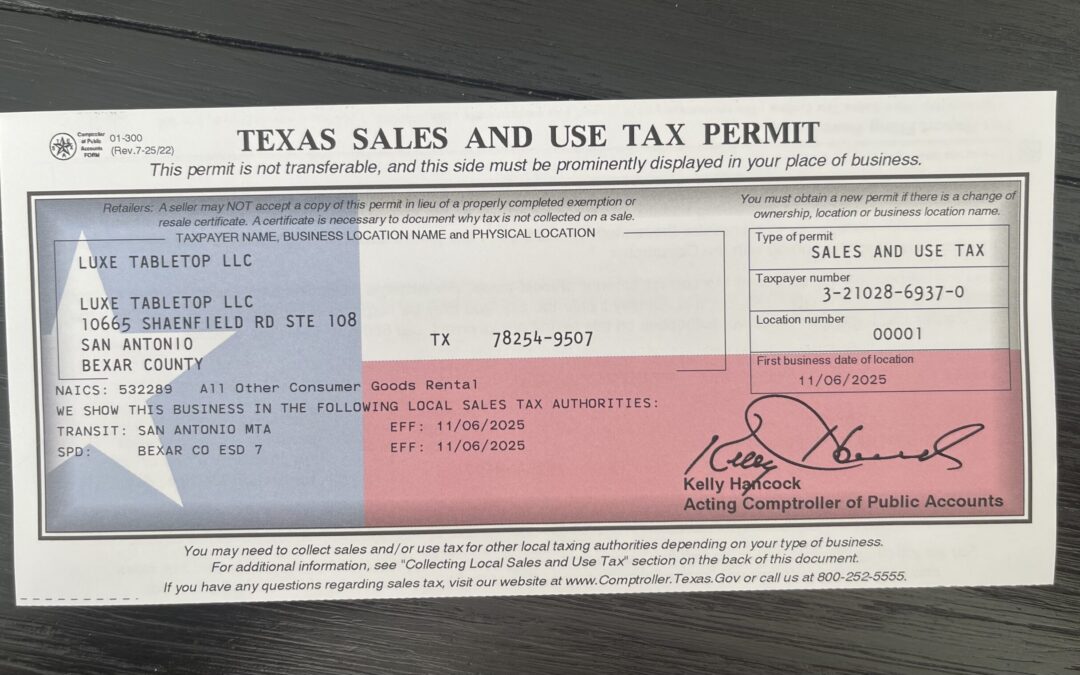 Comptroller
of Public
Accounts
FORM
01-300
(Rev.7-25/22)
TEXAS SALES AND USE TAX PERMIT
This permit is not transferable, and this side must be prominently displayed in your place of business.
Retailers: A seller may NOT accept a copy of this permit in lieu of a properly completed exemption or
resale certificate. A certificate is necessary to document why tax is not collected on a sale.
You must obtain a new permit if there is a change of
ownership, location or business location name.
TAXPAYER NAME, BUSINESS LOCATION NAME and PHYSICAL LOCATION
LUXE TABLETOP LLC
LUXE TABLETOP LLC
10665 SHAENFIELD RD STE 108
SAN ANTONIO TX 78254-9507
BEXAR COUNTY
Type of permit
SALES AND USE TAX
Taxpayer number
3-21028-6937-0
Location number
00001
First business date of location
11/06/2025
NAICS: 532289 All Other Consumer Goods Rental
WE SHOW THIS BUSINESS IN THE FOLLOWING LOCAL SALES TAX AUTHORITIES:
TRANSIT: SAN ANTONIO MTA EFF: 11/06/2025
SPD: BEXAR CO ESD 7 EFF: 11/06/2025
Kelly Hancock
Kelly Hancock
Acting Comptroller of Public Accounts
You may need to collect sales and/or use tax for other local taxing authorities depending on your type of business.
For additional information, see "Collecting Local Sales and Use Tax" section on the back of this document.
If you have any questions regarding sales tax, visit our website at www.Comptroller.Texas.Gov or call us at 800-252-5555.